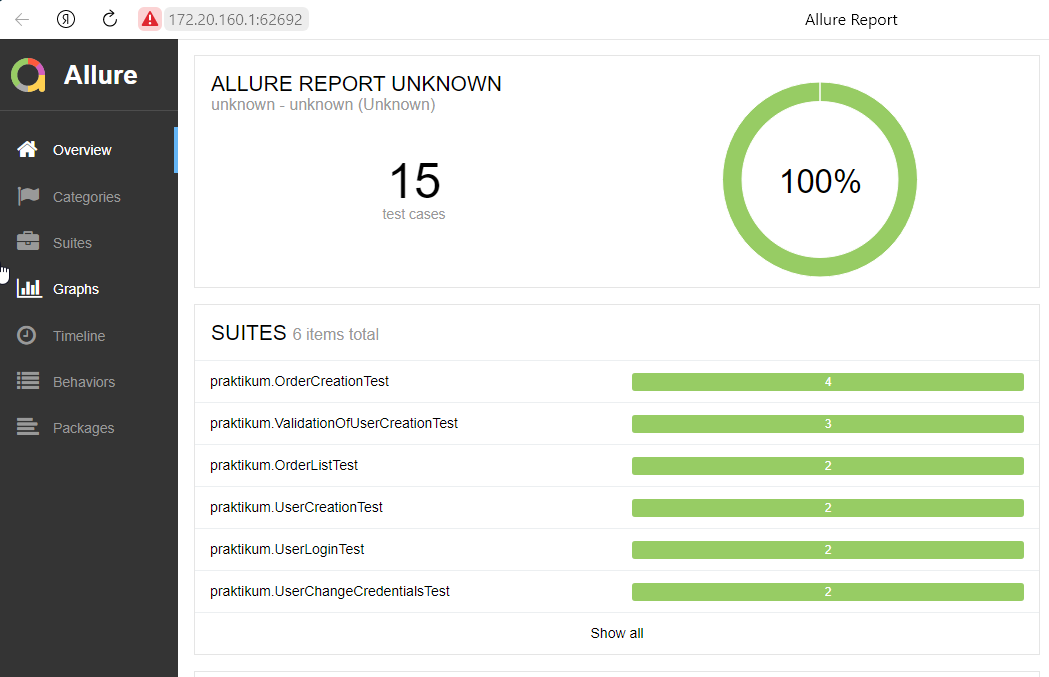 Я 172.20.160.1:62692 Allure Report
Allure
Overview
Categories
Suites
Graphs
Timeline
Behaviors
Packages
ALLURE REPORT UNKNOWN
unknown - unknown (Unknown)
15
test cases
100%
SUITES 6 items total
praktikum.OrderCreationTest 4
praktikum.ValidationOfUserCreationTest 3
praktikum.OrderListTest 2
praktikum.UserCreationTest 2
praktikum.UserLoginTest 2
praktikum.UserChangeCredentialsTest 2
Show all